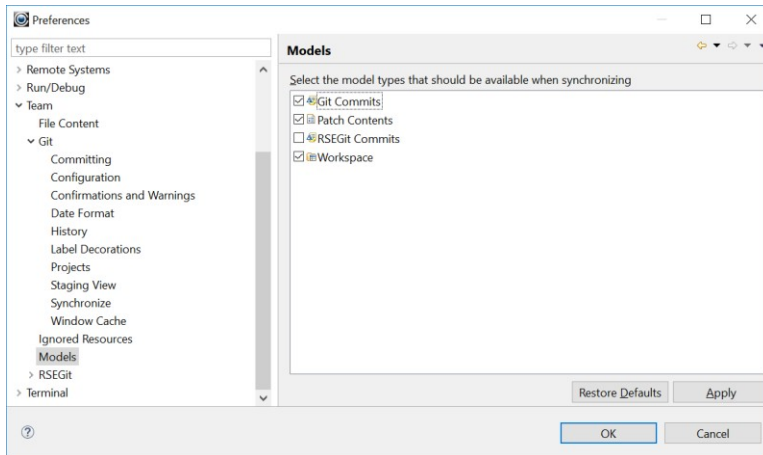 Preferences
type filter text
Remote Systems
Run/Debug
Team
File Content
Git
Committing
Configuration
Confirmations and Warnings
Date Format
History
Label Decorations
Projects
Staging View
Synchronize
Window Cache
Ignored Resources
Models
RSEGit
Terminal
Models
Select the model types that should be available when synchronizing
Git Commits
Patch Contents
RSEGit Commits
Workspace
Restore Defaults Apply
OK Cancel